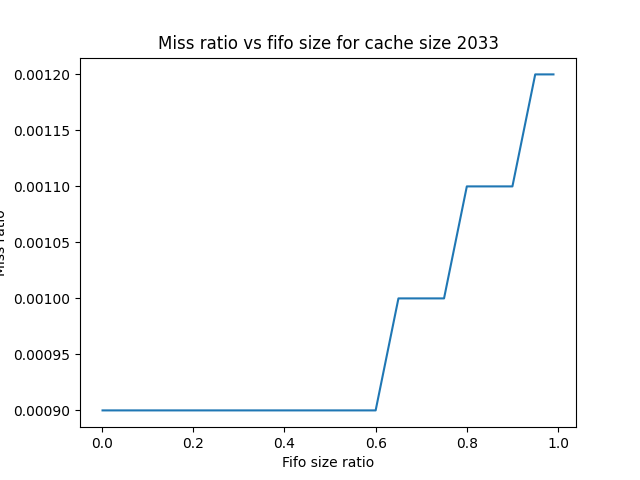 Miss ratio vs fifo size for cache size 2033
0.00120
0.00115
0.00110
0.00105
0.00100
0.00095
0.00090
Miss ratio
0.0 0.2 0.4 0.6 0.8 1.0
Fifo size ratio